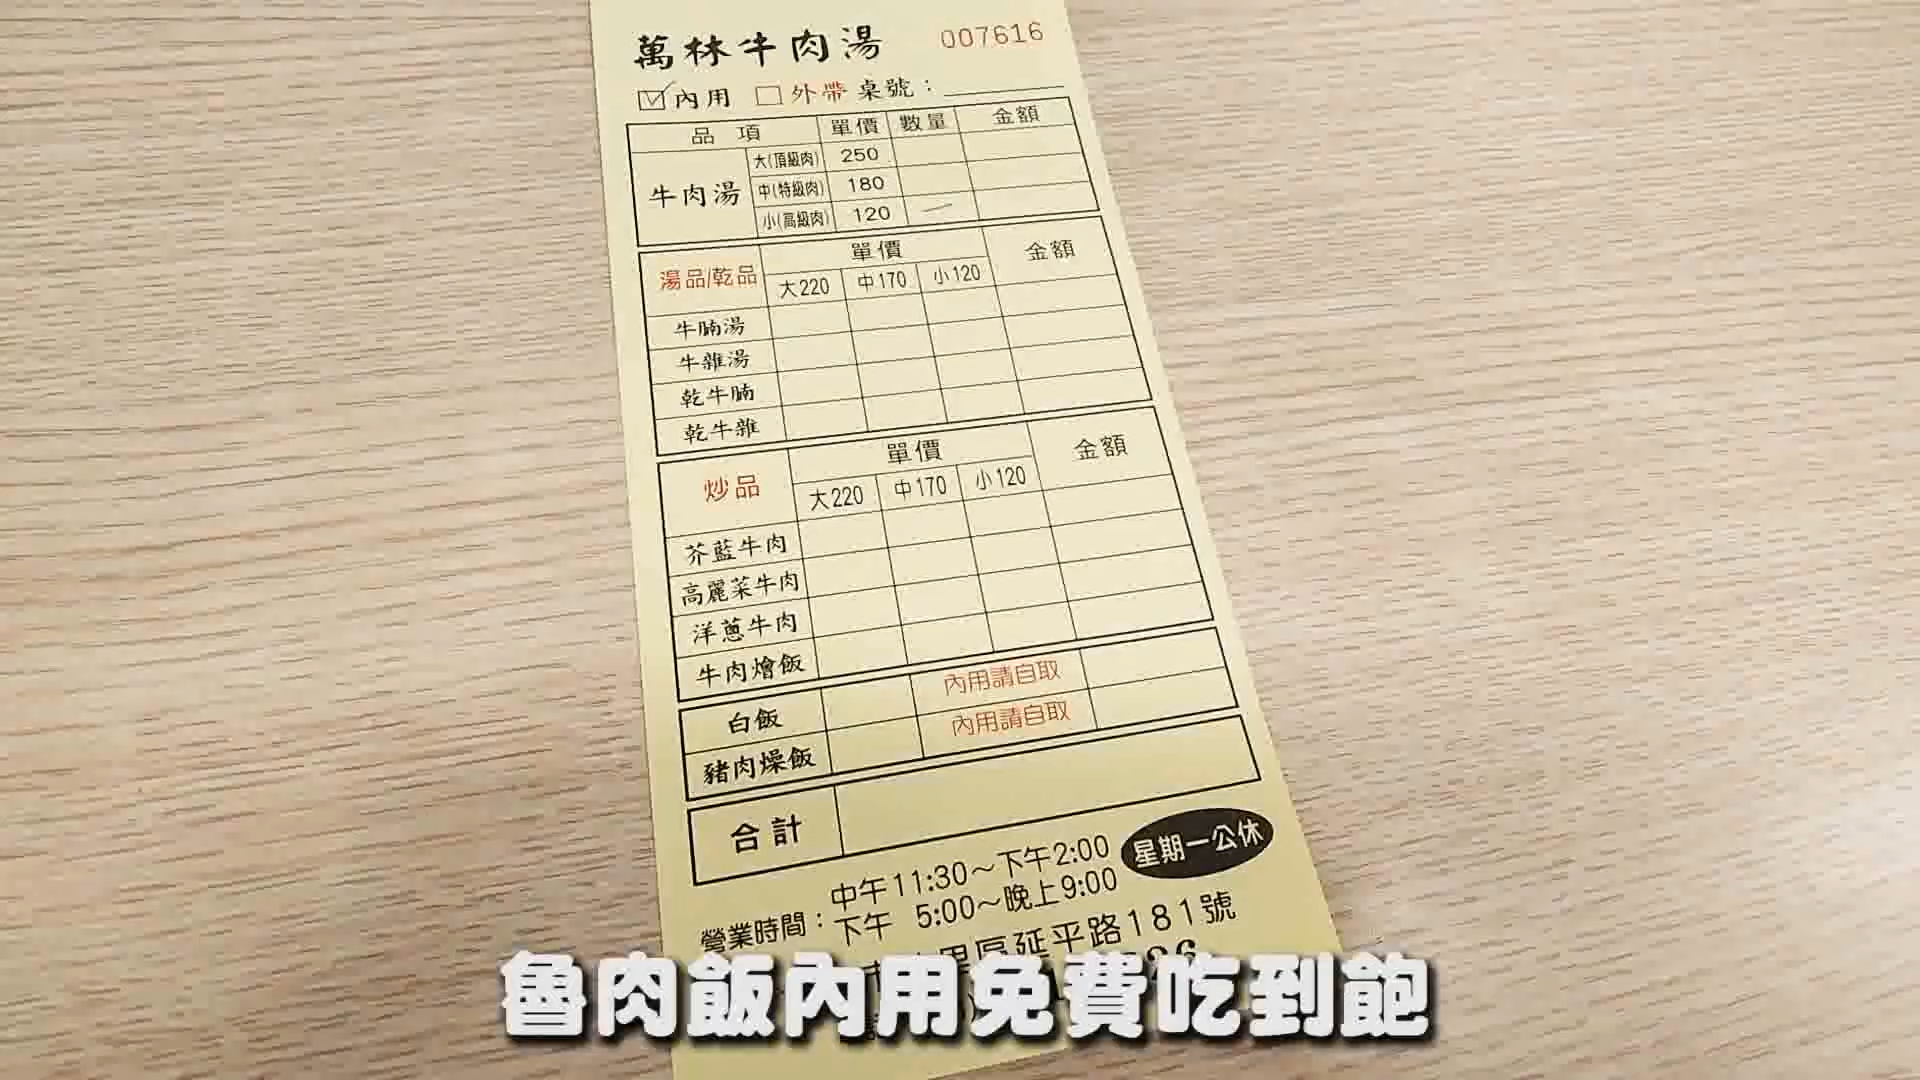 萬林牛肉湯 007616
內用 外帶 桌號：
品項 單價 數量 金額
牛肉湯
大(頂級肉) 250
中(特級肉) 180
小(高級肉) 120
湯品/乾品 單價 金額
大220 中170 小120
牛腩湯
牛雜湯
乾牛腩
乾牛雜
炒品 單價 金額
大220 中170 小120
芥藍牛肉
高麗菜牛肉
洋蔥牛肉
牛肉燴飯
白飯 內用請自取
豬肉燥飯 內用請自取
合計
營業時間：中午11:30～下午2:00 星期一公休
下午 5:00～晚上9:00
里區延平路181號
魯肉飯內用免費吃到飽